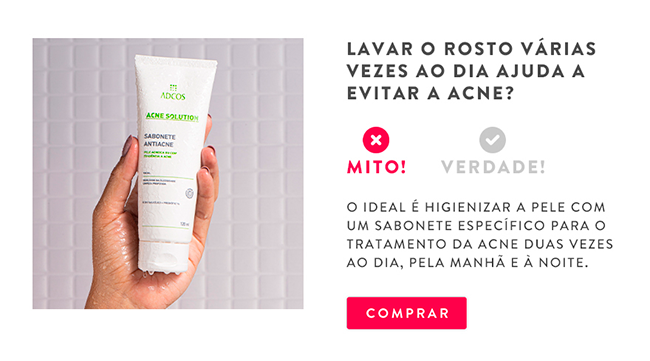 LAVAR O ROSTO VÁRIAS
VEZES AO DIA AJUDA A
EVITAR A ACNE?
MITO!
VERDADE!
O IDEAL É HIGIENIZAR A PELE COM
UM SABONETE ESPECÍFICO PARA O
TRATAMENTO DA ACNE DUAS VEZES
AO DIA, PELA MANHÃ E À NOITE.
COMPRAR
ADCOS
ACNE SOLUTION
SABONETE
ANTIACNE